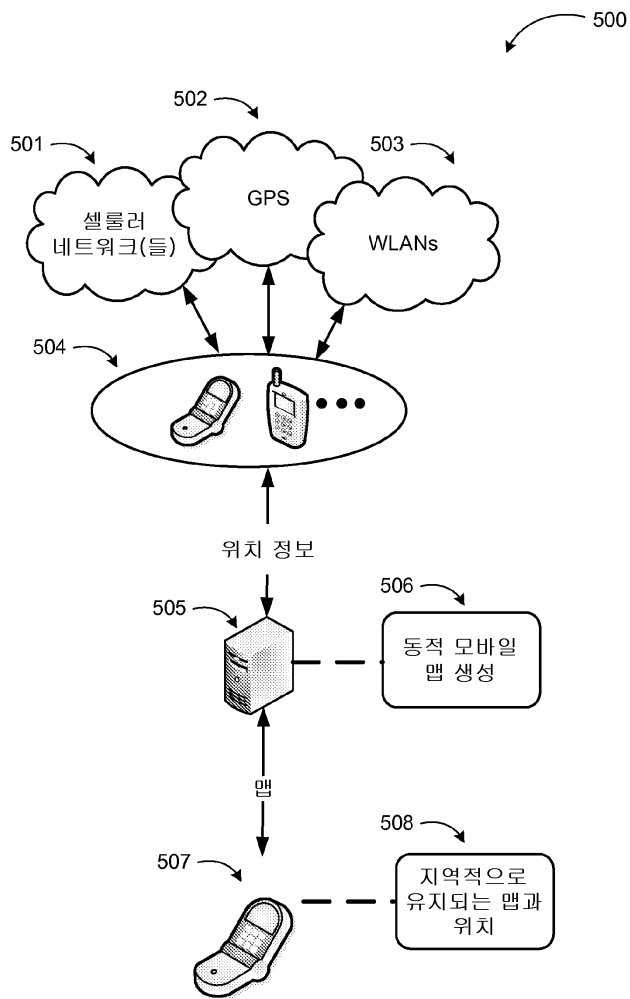 500
502
501
503
셀룰러
네트워크(들)
GPS
WLANs
504
위치 정보
505
506
동적 모바일
맵 생성
맵
507
508
지역적으로
유지되는 맵과
위치